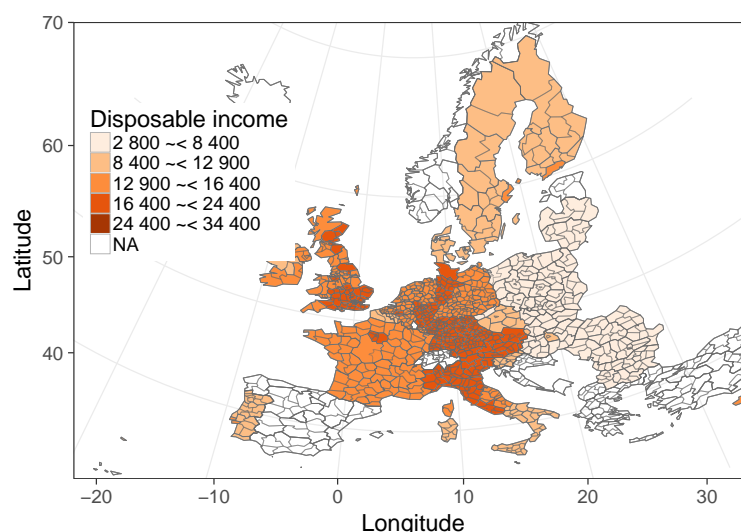 70
60
50
40
Latitude
Disposable income
2 800 ~< 8 400
8 400 ~< 12 900
12 900 ~< 16 400
16 400 ~< 24 400
24 400 ~< 34 400
NA
−20 −10 0 10 20 30
Longitude